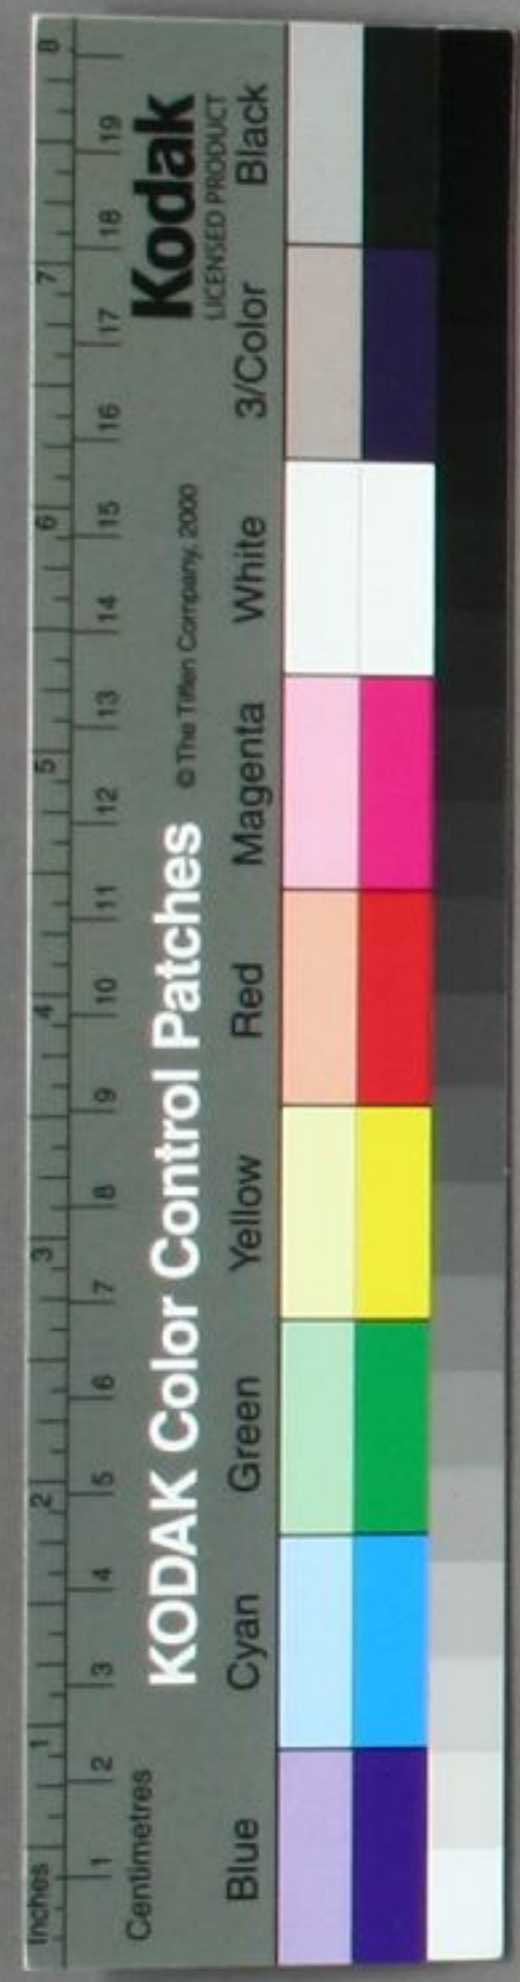 Inches 1 2 3 4 5 6 7 8
1 2 3 4 5 6 7 8 9 10 11 12 13 14 15 16 17 18 19
Centimetres
KODAK Color Control Patches © The Tiffen Company, 2000
Kodak
LICENSED PRODUCT
Blue Cyan Green Yellow Red Magenta White 3/Color Black